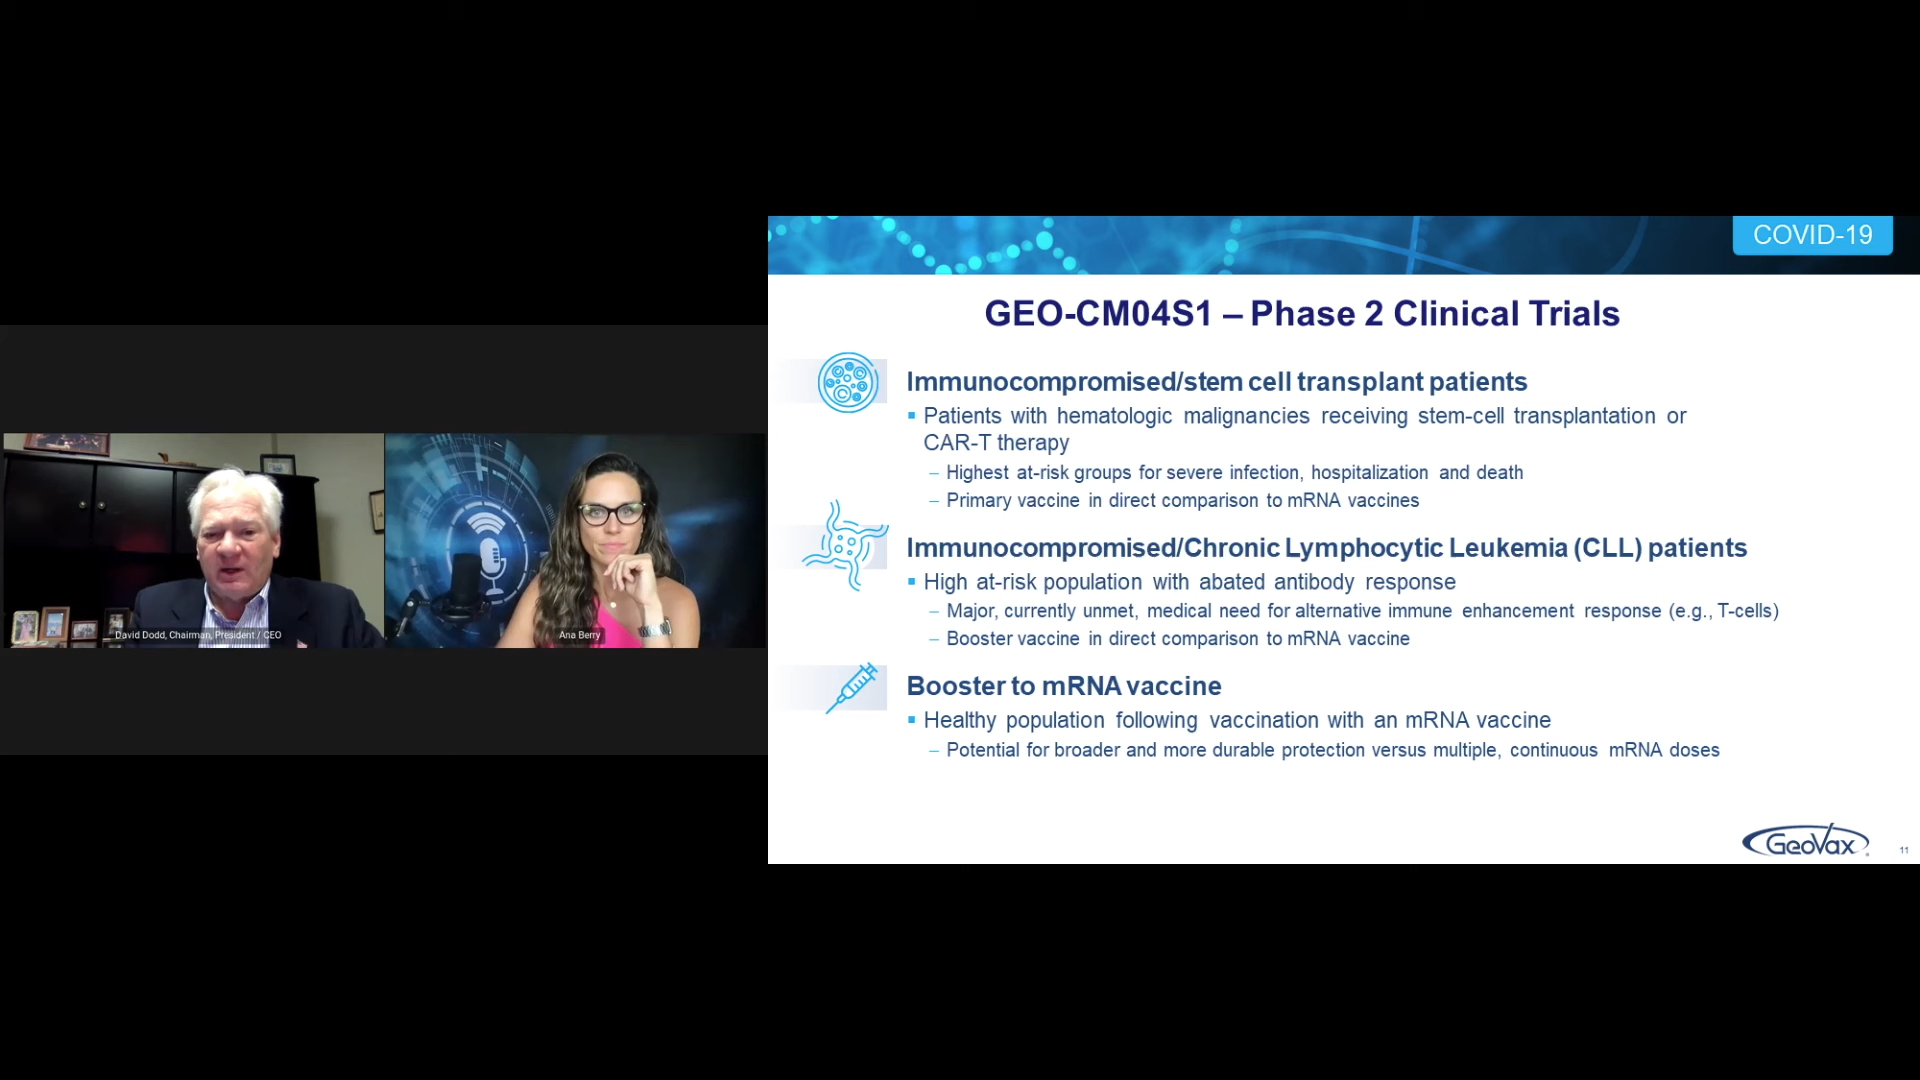 COVID-19
GEO-CM04S1 – Phase 2 Clinical Trials
Immunocompromised/stem cell transplant patients
Patients with hematologic malignancies receiving stem-cell transplantation or
CAR-T therapy
– Highest at-risk groups for severe infection, hospitalization and death
– Primary vaccine in direct comparison to mRNA vaccines
Immunocompromised/Chronic Lymphocytic Leukemia (CLL) patients
High at-risk population with abated antibody response
– Major, currently unmet, medical need for alternative immune enhancement response (e.g., T-cells)
– Booster vaccine in direct comparison to mRNA vaccine
Booster to mRNA vaccine
Healthy population following vaccination with an mRNA vaccine
– Potential for broader and more durable protection versus multiple, continuous mRNA doses
GeoVax
11
David Dodd, Chairman, President / CEO
Ana Berry